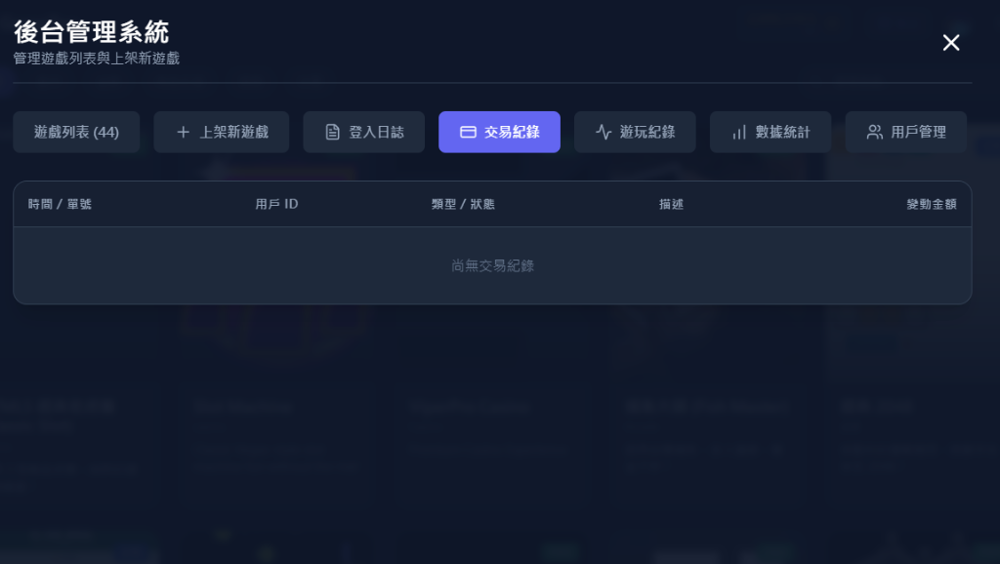 後台管理系統
管理遊戲列表與上架新遊戲
遊戲列表 (44)
上架新遊戲
登入日誌
交易紀錄
遊玩紀錄
數據統計
用戶管理
時間 / 單號
用戶 ID
類型 / 狀態
描述
變動金額
尚無交易紀錄